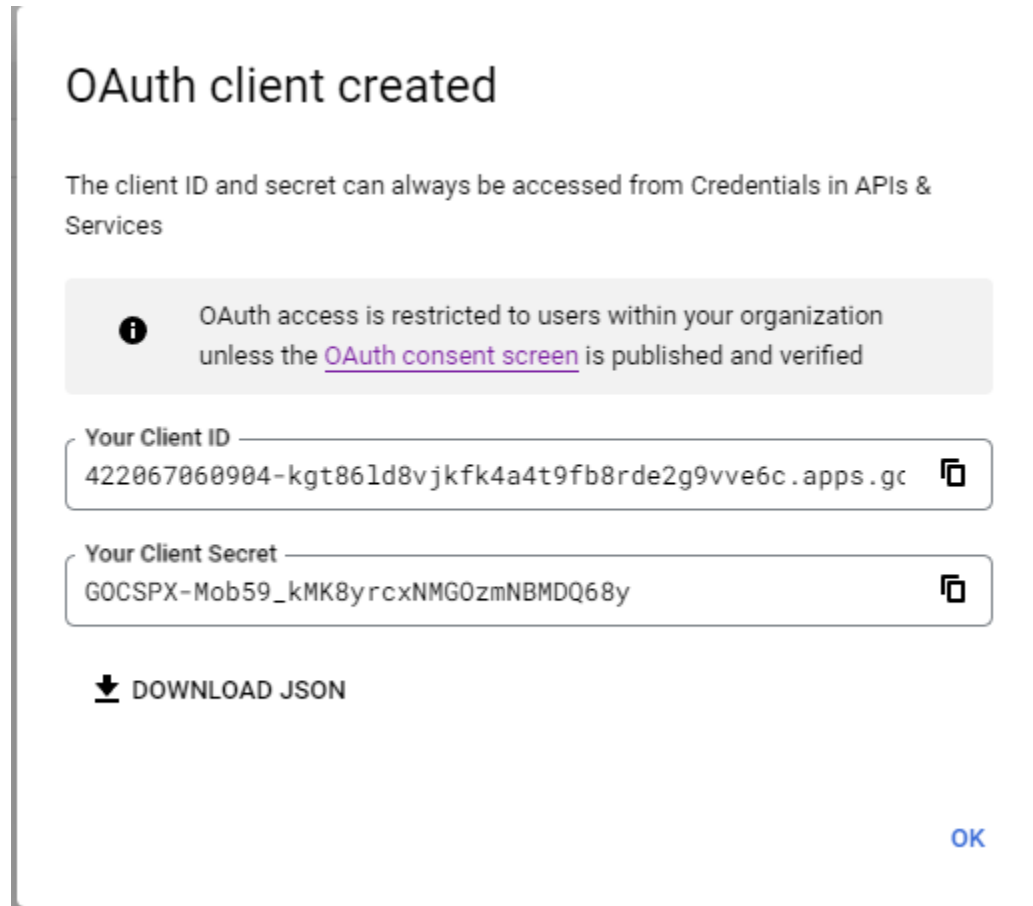 OAuth client created
The client ID and secret can always be accessed from Credentials in APIs &
Services
OAuth access is restricted to users within your organization
unless the OAuth consent screen is published and verified
Your Client ID
422067060904-kgt86ld8vjkfk4a4t9fb8rde2g9vve6c.apps.gc
Your Client Secret
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
DOWNLOAD JSON
OK